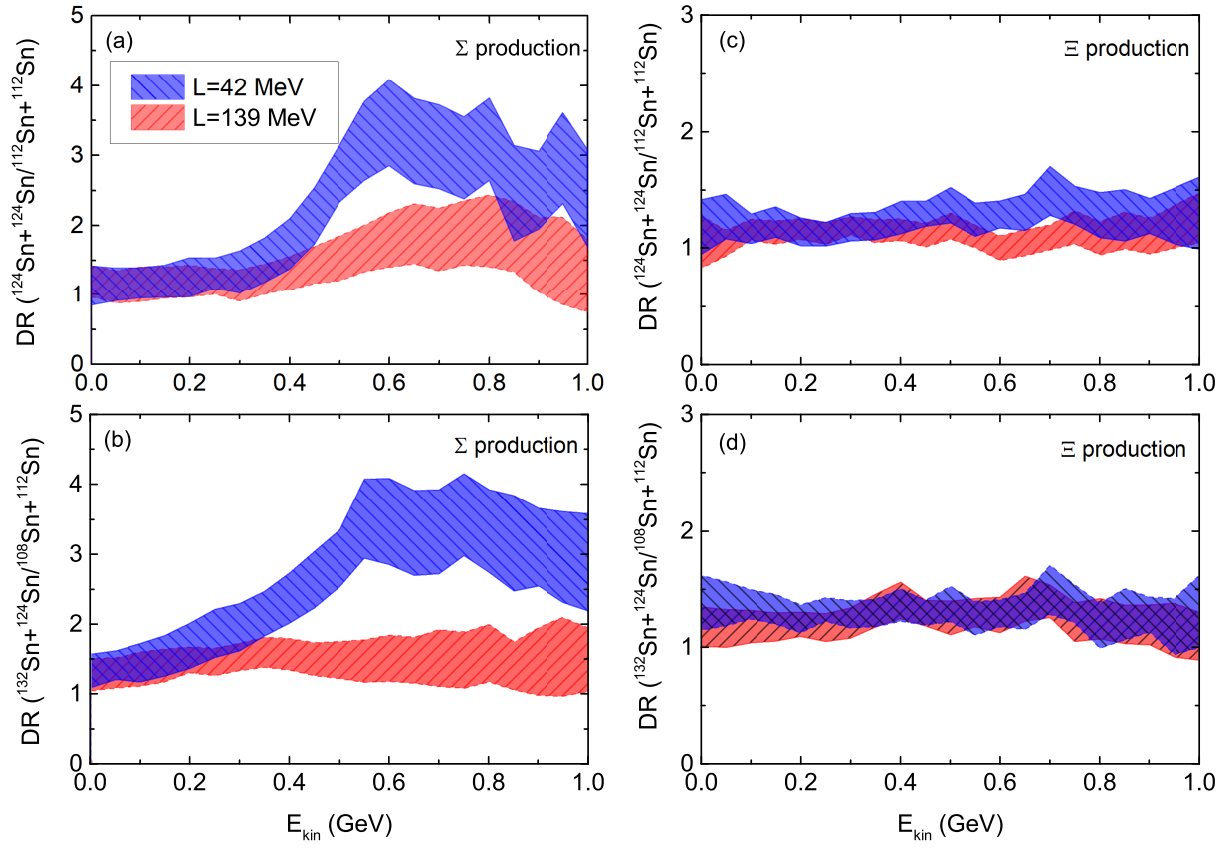 (a)
Σ production
L=42 MeV
L=139 MeV
DR (¹²⁴Sn+¹²⁴Sn/¹¹²Sn+¹¹²Sn)
5
4
3
2
1
0
0.0 0.2 0.4 0.6 0.8 1.0
(c)
Ξ production
DR (¹²⁴Sn+¹²⁴Sn/¹¹²Sn+¹¹²Sn)
3
2
1
0
0.0 0.2 0.4 0.6 0.8 1.0
(b)
Σ production
DR (¹³²Sn+¹²⁴Sn/¹⁰⁸Sn+¹¹²Sn)
5
4
3
2
1
0
0.0 0.2 0.4 0.6 0.8 1.0
E_kin (GeV)
(d)
Ξ production
DR (¹³²Sn+¹²⁴Sn/¹⁰⁸Sn+¹¹²Sn)
3
2
1
0
0.0 0.2 0.4 0.6 0.8 1.0
E_kin (GeV)